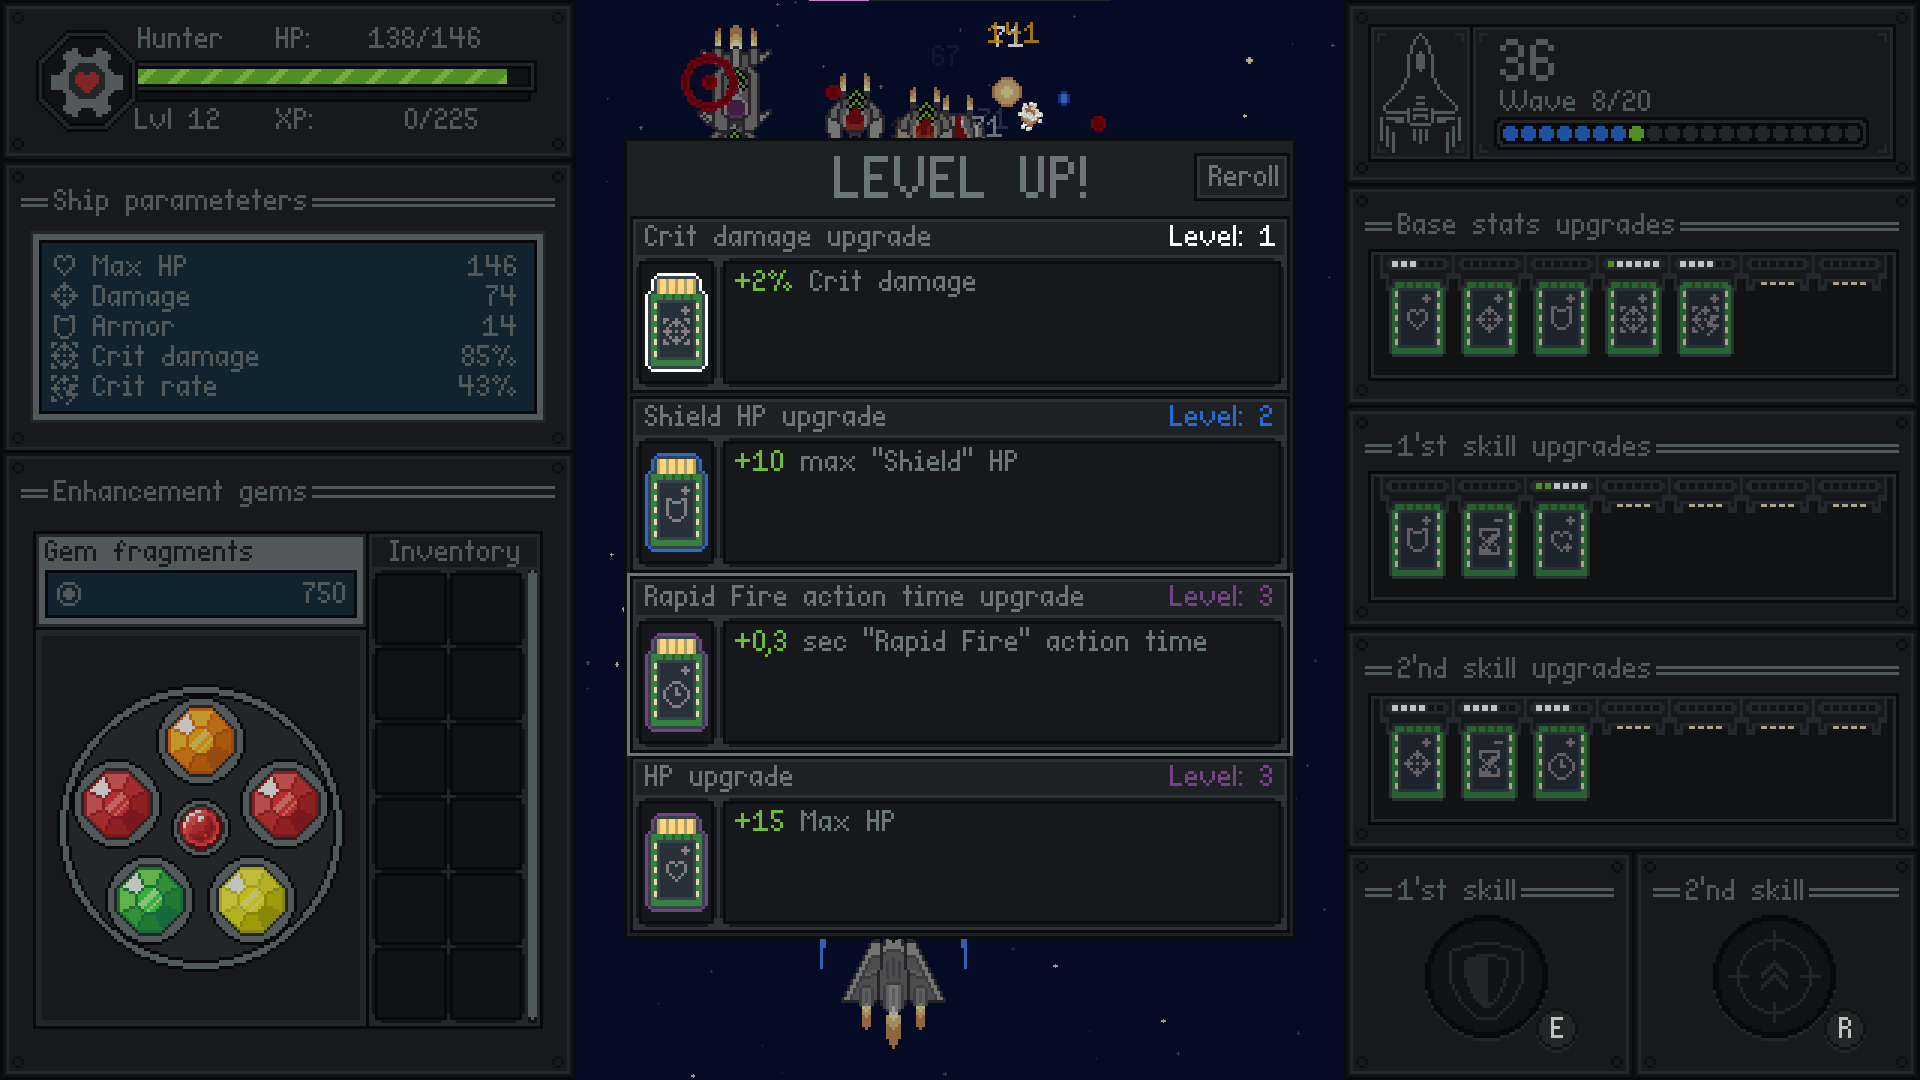 Hunter HP: 138/146
Lvl 12 XP: 0/225
Ship parameteters
Max HP 146
Damage 74
Armor 14
Crit damage 85%
Crit rate 43%
Enhancement gems
Gem fragments
750
Inventory
67
71
LEVEL UP!
Reroll
Crit damage upgrade Level: 1
+2% Crit damage
Shield HP upgrade Level: 2
+10 max "Shield" HP
Rapid Fire action time upgrade Level: 3
+0,3 sec "Rapid Fire" action time
HP upgrade Level: 3
+15 Max HP
36
Wave 8/20
Base stats upgrades
1'st skill upgrades
2'nd skill upgrades
1'st skill
E
2'nd skill
R